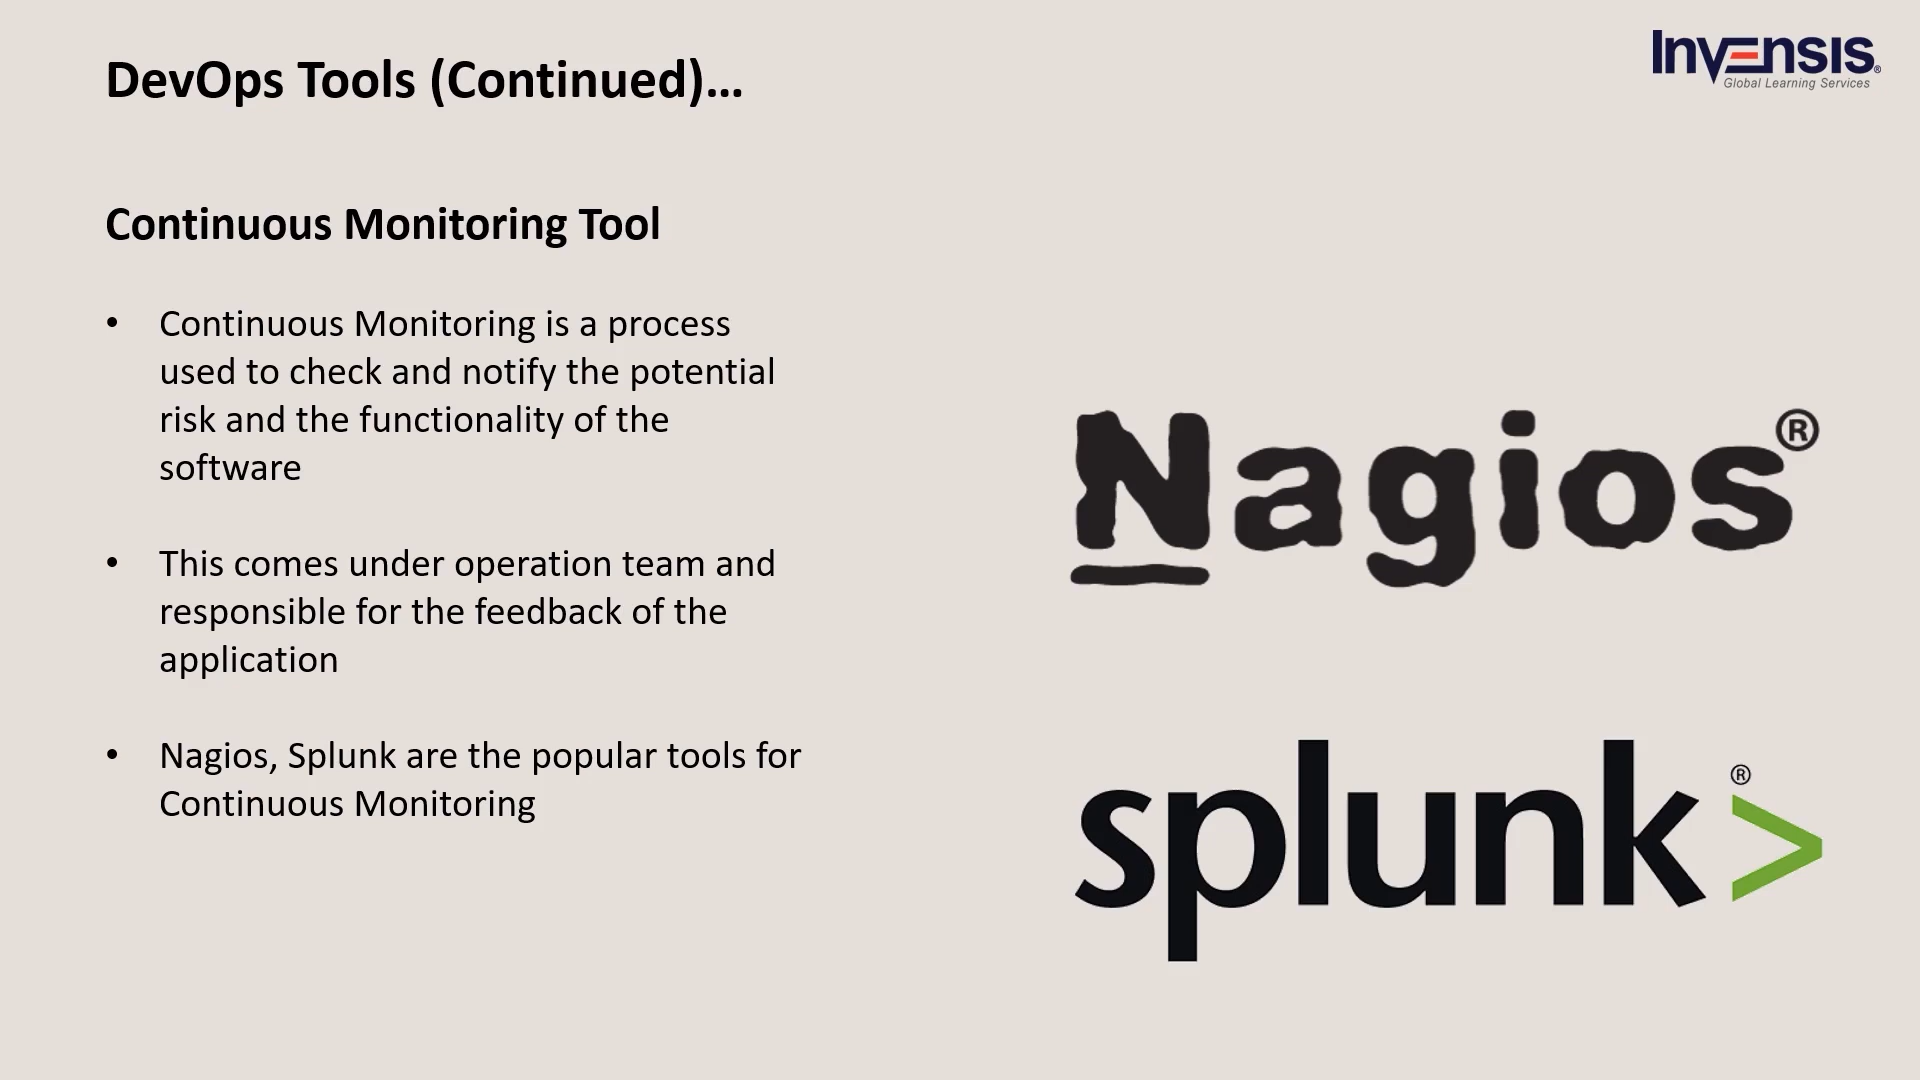 DevOps Tools (Continued)…
Invensis®
Global Learning Services
Continuous Monitoring Tool
• Continuous Monitoring is a process
used to check and notify the potential
risk and the functionality of the
software
• This comes under operation team and
responsible for the feedback of the
application
• Nagios, Splunk are the popular tools for
Continuous Monitoring
Nagios®
splunk>®